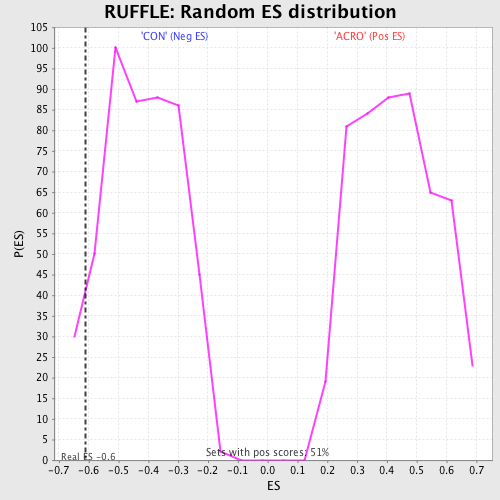 RUFFLE: Random ES distribution
'CON' (Neg ES)
'ACRO' (Pos ES)
105
100
95
90
85
80
75
70
65
60
55
50
45
40
35
30
25
20
15
10
5
0
P(ES)
Real ES -0.6
Sets with pos scores: 51%
-0.7 -0.6 -0.5 -0.4 -0.3 -0.2 -0.1 0.0 0.1 0.2 0.3 0.4 0.5 0.6 0.7
ES